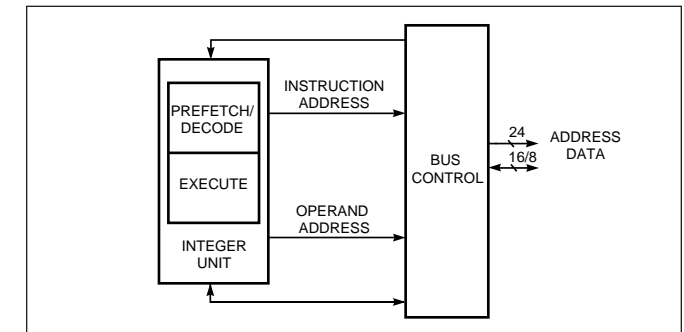 INSTRUCTION
ADDRESS
PREFETCH/
DECODE
EXECUTE
OPERAND
ADDRESS
INTEGER
UNIT
BUS
CONTROL
24
16/8
ADDRESS
DATA